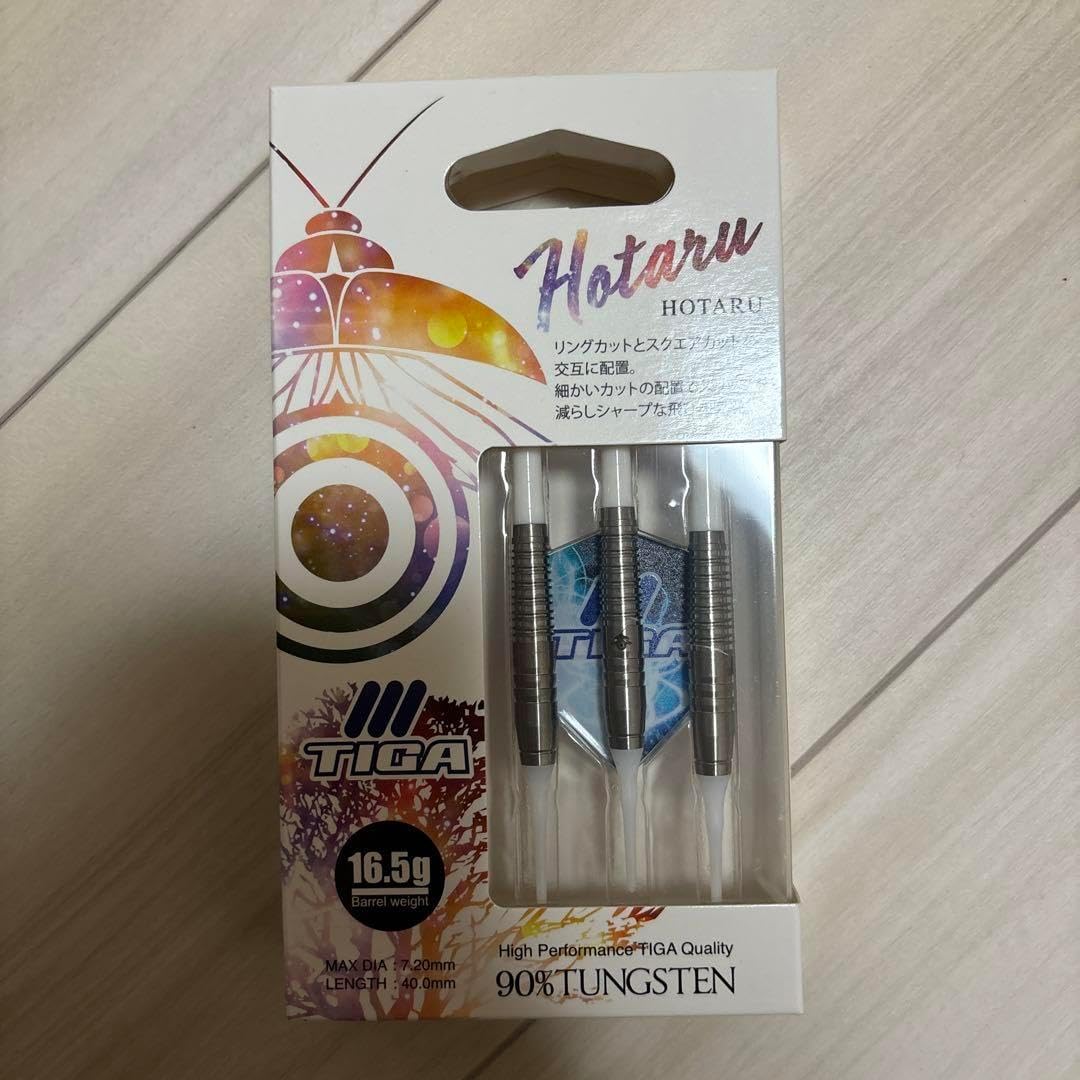 Hotaru
HOTARU
リングカットとスクエアカット
交互に配置。
細かいカットの配置
減らしシャープな飛び
TIGA
TIGA
16.5g
Barrel weight
MAX DIA : 7.20mm
LENGTH : 40.0mm
High Performance TIGA Quality
90%TUNGSTEN